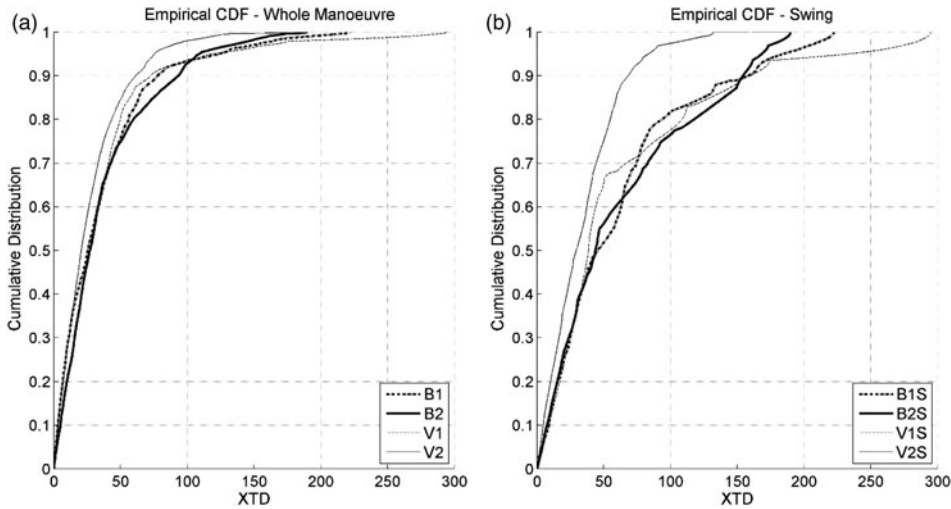 (a)
Empirical CDF - Whole Manoeuvre
1
0.9
0.8
0.7
0.6
0.5
0.4
0.3
0.2
0.1
0
Cumulative Distribution
B1
B2
V1
V2
0 50 100 150 200 250 300
XTD
(b)
Empirical CDF - Swing
1
0.9
0.8
0.7
0.6
0.5
0.4
0.3
0.2
0.1
0
Cumulative Distribution
B1S
B2S
V1S
V2S
0 50 100 150 200 250 300
XTD